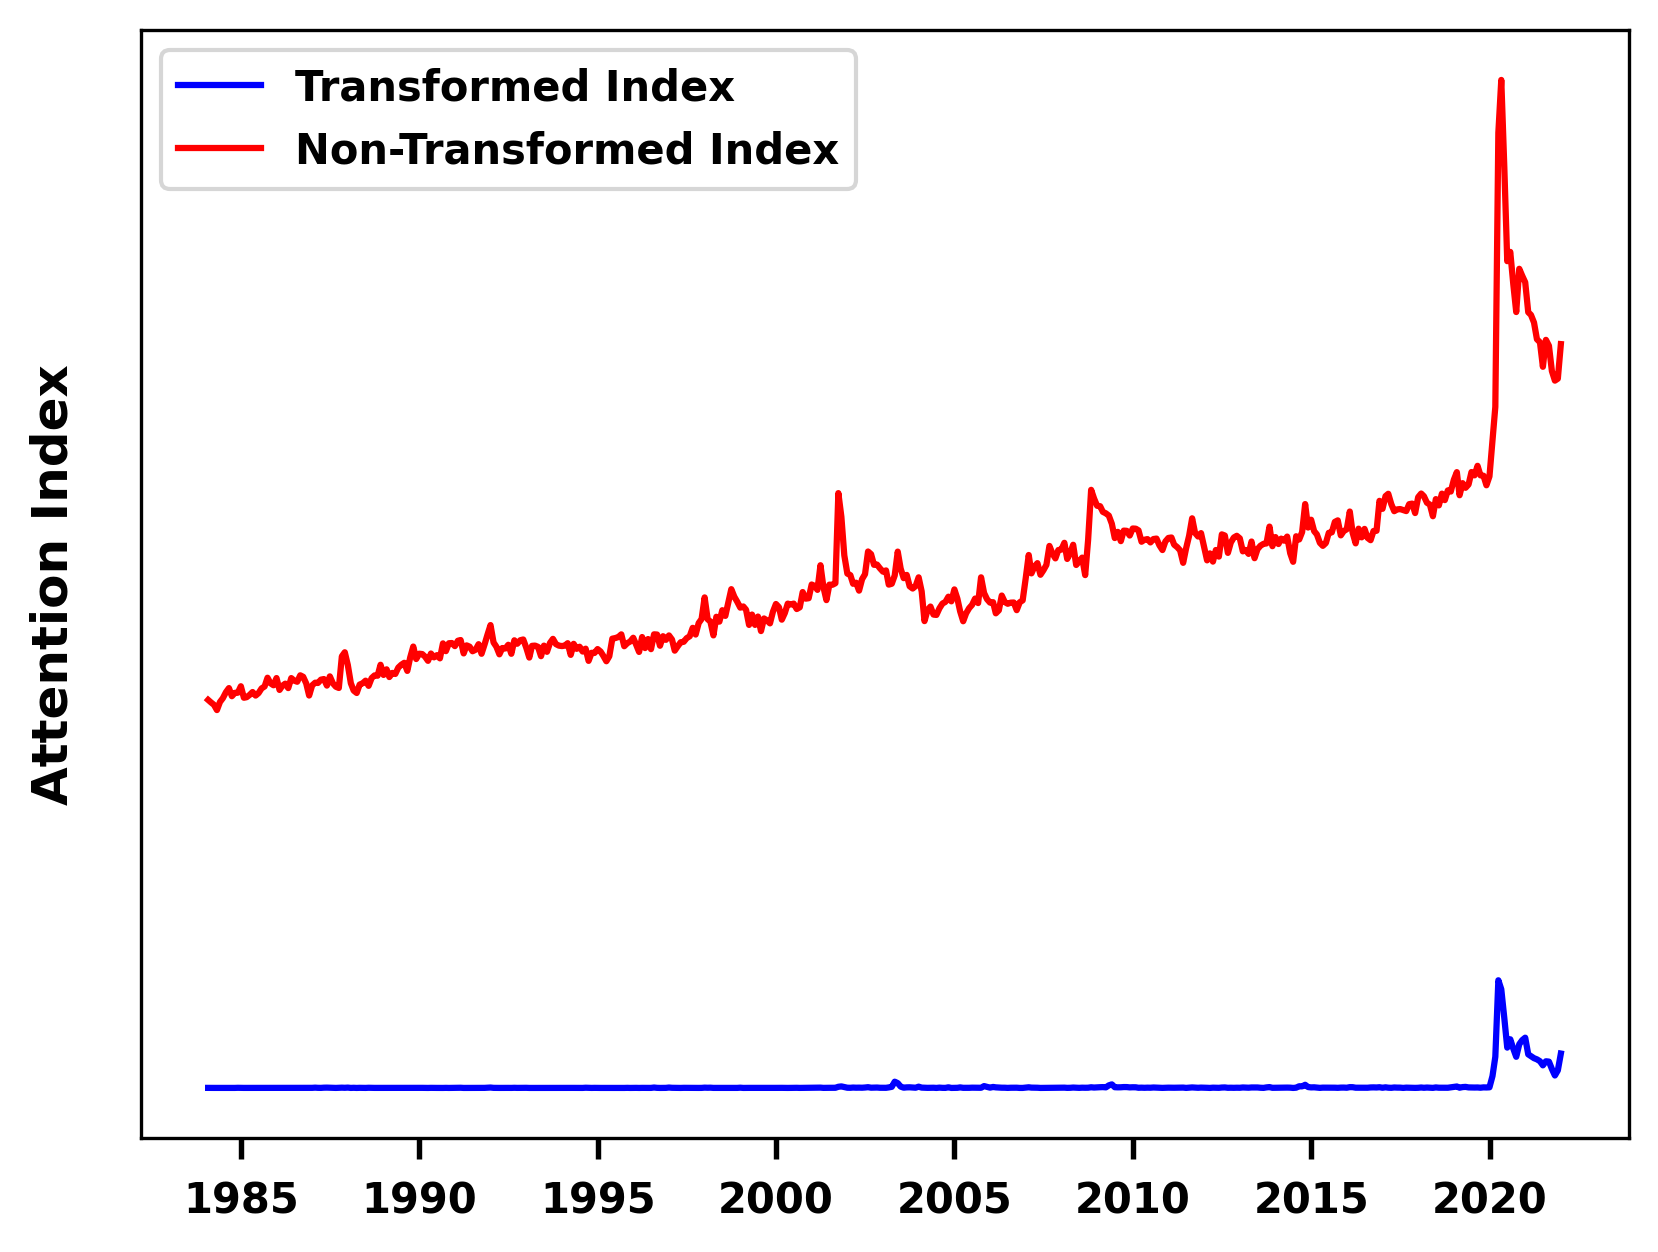 Transformed Index
Non-Transformed Index
Attention Index
1985 1990 1995 2000 2005 2010 2015 2020